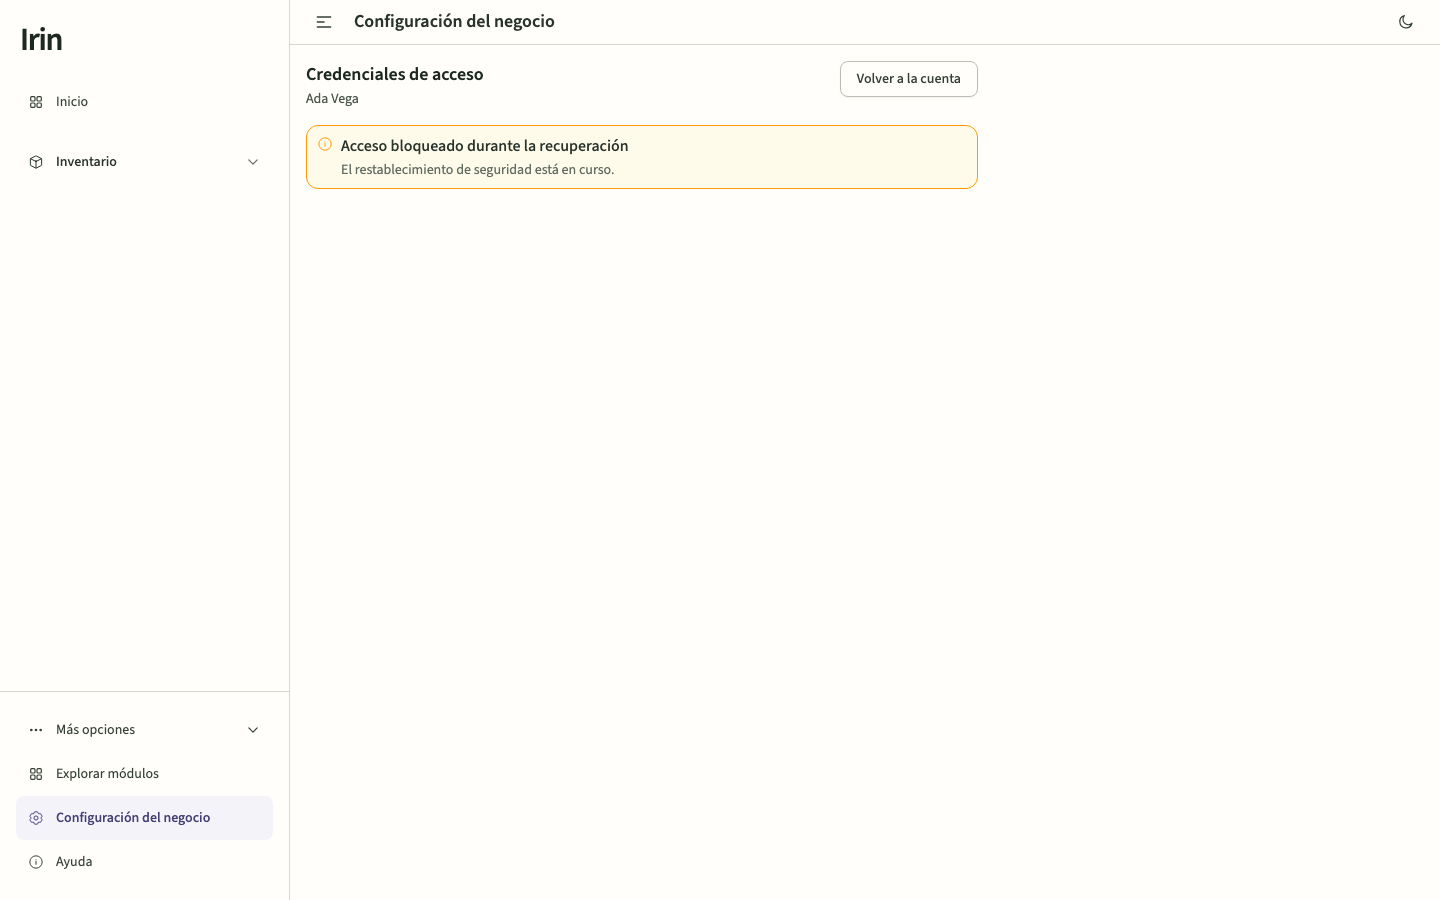 Irin
Inicio
Inventario
Más opciones
Explorar módulos
Configuración del negocio
Ayuda
Configuración del negocio
Credenciales de acceso
Ada Vega
Volver a la cuenta
Acceso bloqueado durante la recuperación
El restablecimiento de seguridad está en curso.